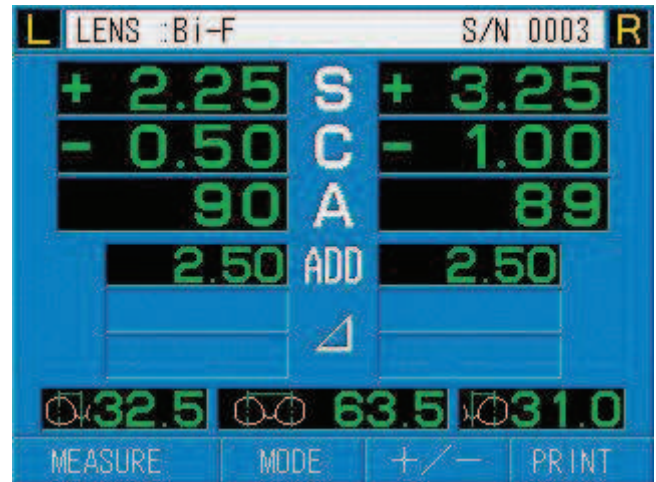 L LENS :Bi-F S/N 0003 R
+ 2.25 S + 3.25
- 0.50 C - 1.00
90 A 89
2.50 ADD 2.50
32.5 63.5 31.0
MEASURE MODE +/- PRINT